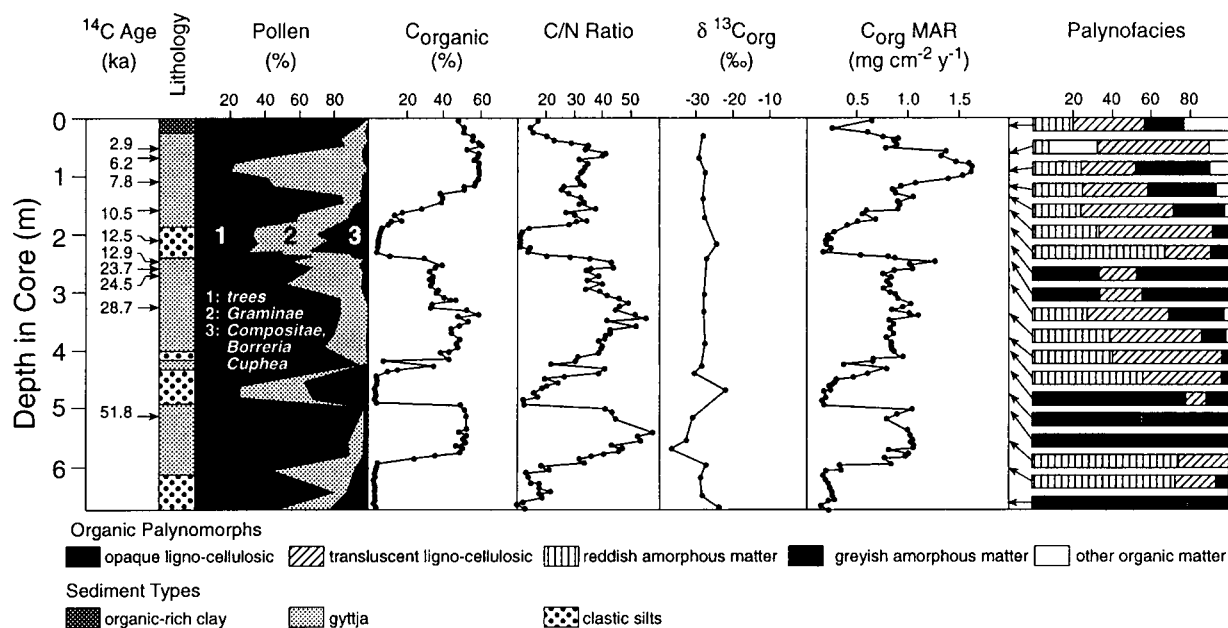 14C Age (ka)
Lithology
Pollen (%)
Corganic (%)
C/N Ratio
δ 13Corg (‰)
Corg MAR (mg cm-2 y-1)
Palynofacies
20 40 60 80
20 40 60
20 30 40 50
-30 -20 -10
0.5 1.0 1.5
20 40 60 80
Depth in Core (m)
0
1
2
3
4
5
6
2.9
6.2
7.8
10.5
12.5
12.9
23.7
24.5
28.7
51.8
1 2 3
1: trees
2: Graminae
3: Compositae,
Borreria
Cuphea
Organic Palynomorphs
opaque ligno-cellulosic
transluscent ligno-cellulosic
reddish amorphous matter
greyish amorphous matter
other organic matter
Sediment Types
organic-rich clay
gyttja
clastic silts